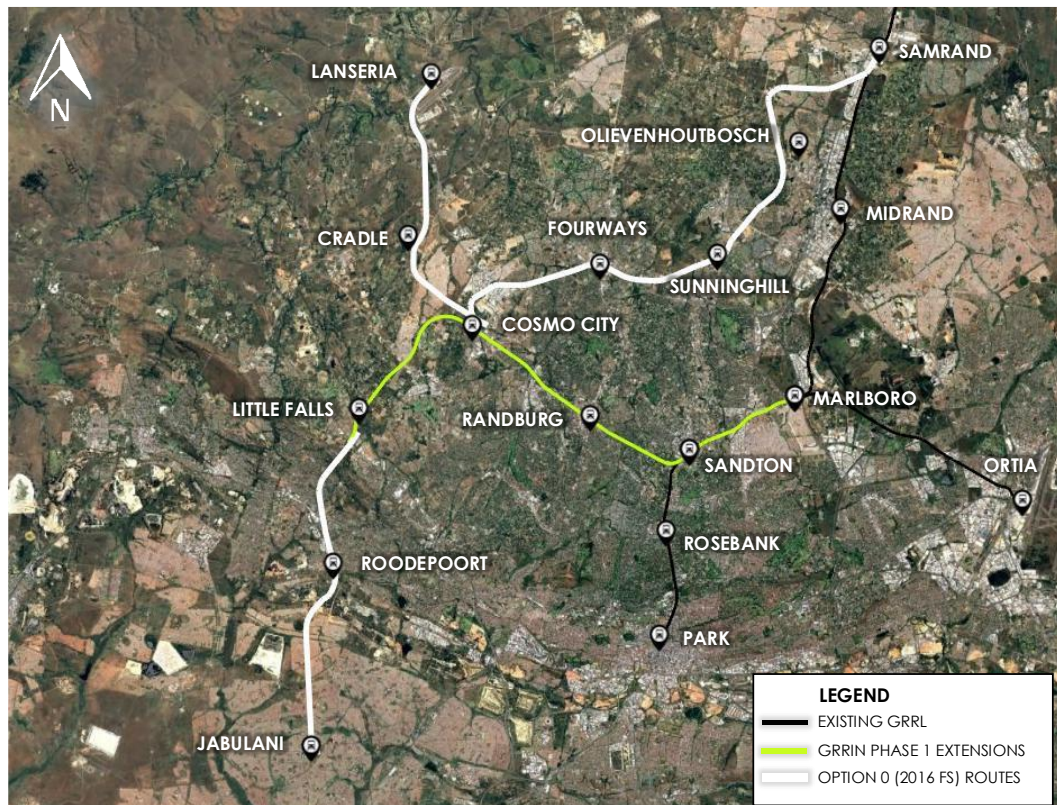 SAMRAND
LANSERIA
N
OLIEVENHOUTBOSCH
MIDRAND
CRADLE
FOURWAYS
SUNNINGHILL
COSMO CITY
LITTLE FALLS
RANDBURG
MARLBORO
SANDTON
ORTIA
ROSEBANK
ROODEPOORT
PARK
JABULANI
LEGEND
EXISTING GRRL
GRRIN PHASE 1 EXTENSIONS
OPTION 0 (2016 FS) ROUTES